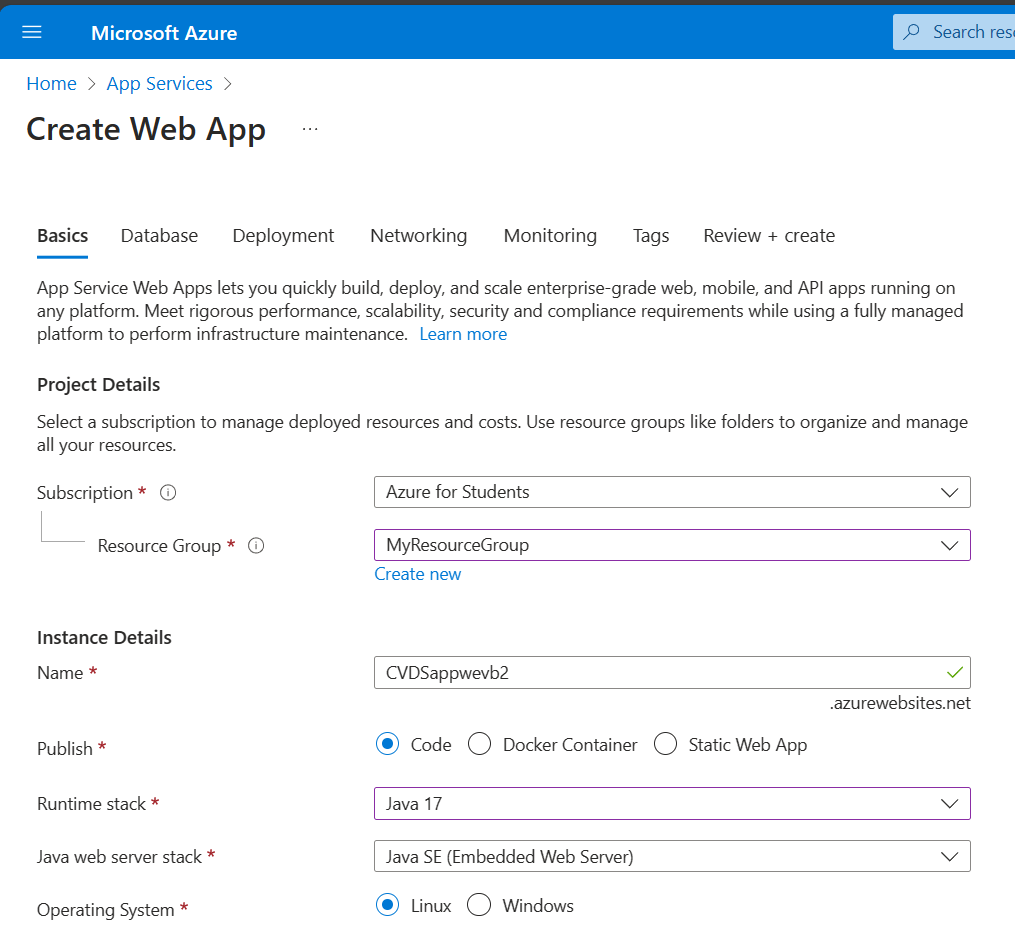 Microsoft Azure
Home > App Services >
Create Web App ...
Basics Database Deployment Networking Monitoring Tags Review + create
App Service Web Apps lets you quickly build, deploy, and scale enterprise-grade web, mobile, and API apps running on
any platform. Meet rigorous performance, scalability, security and compliance requirements while using a fully managed
platform to perform infrastructure maintenance. Learn more
Project Details
Select a subscription to manage deployed resources and costs. Use resource groups like folders to organize and manage
all your resources.
Subscription * Azure for Students
Resource Group * MyResourceGroup
Create new
Instance Details
Name * CVDSappwevb2
.azurewebsites.net
Publish * Code Docker Container Static Web App
Runtime stack * Java 17
Java web server stack * Java SE (Embedded Web Server)
Operating System * Linux Windows